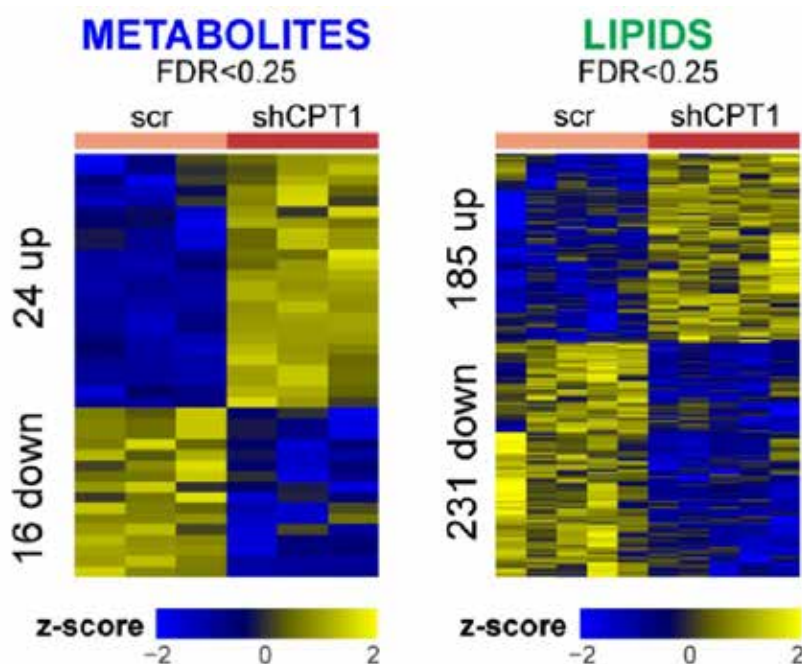 METABOLITES
FDR<0.25
scr shCPT1
24 up
16 down
z-score
−2 0 2
LIPIDS
FDR<0.25
scr shCPT1
185 up
231 down
z-score
−2 0 2